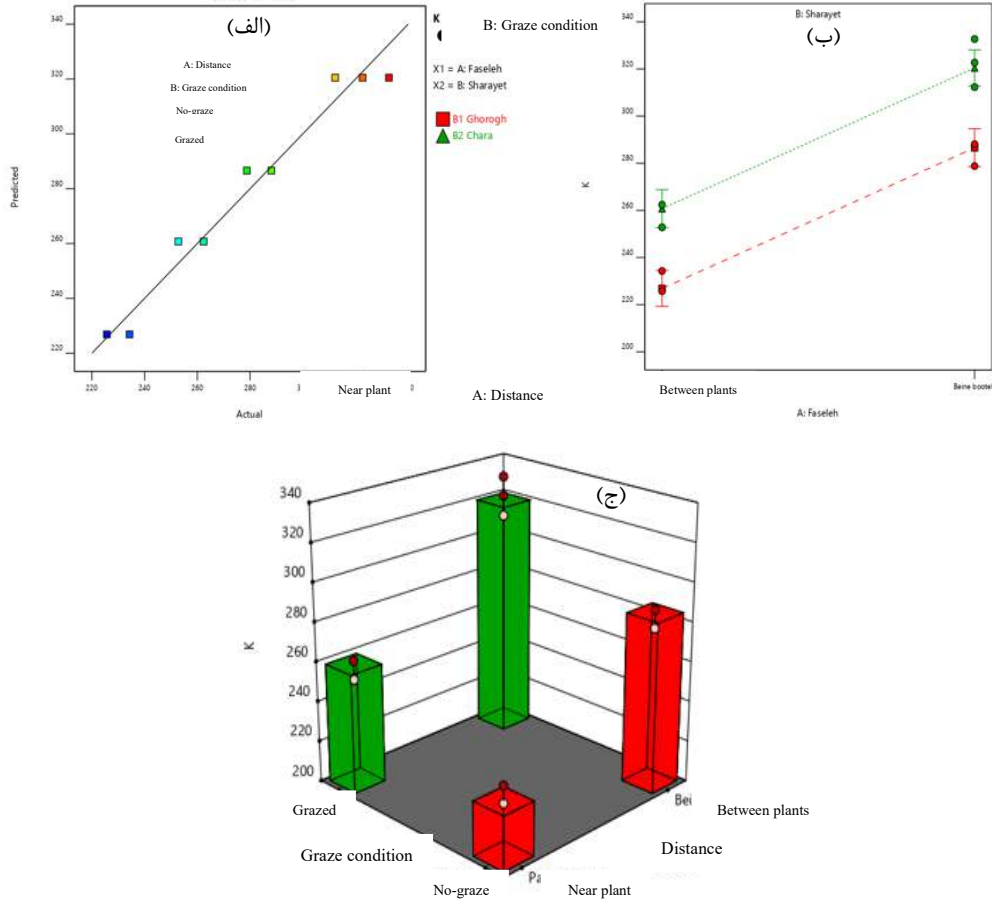 (الف)
340
320
300
280
260
240
220
Predicted
A: Distance
B: Graze condition
No-graze
Grazed
220
240
260
280
Near plant
Actual
K
B: Graze condition
X1 = A: Faseleh
X2 = B: Sharayet
B1 Ghorogh
B2 Chara
A: Distance
B: Sharayet
(ب)
340
320
300
280
260
240
220
200
K
Between plants
Beine booteh
A: Faseleh
(ج)
340
320
300
280
260
240
220
200
K
Grazed
Graze condition
No-graze
Near plant
Distance
Between plants